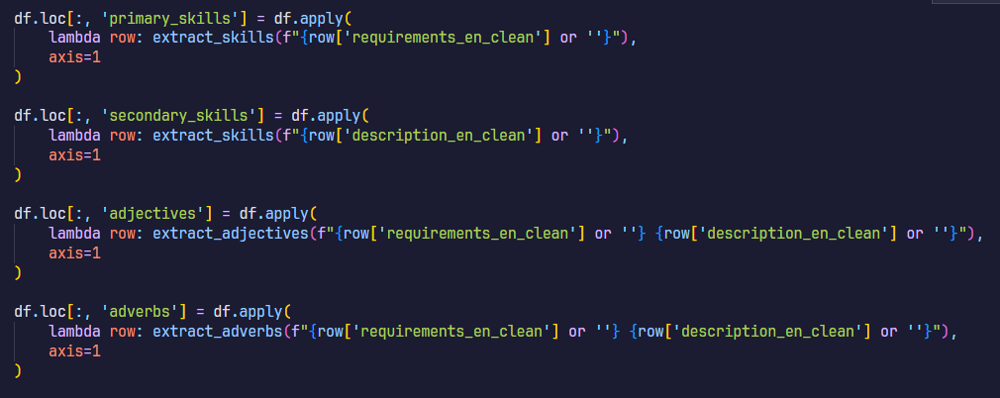 df.loc[:, 'primary_skills'] = df.apply(
    lambda row: extract_skills(f"{row['requirements_en_clean'] or ''}"),
    axis=1
)

df.loc[:, 'secondary_skills'] = df.apply(
    lambda row: extract_skills(f"{row['description_en_clean'] or ''}"),
    axis=1
)

df.loc[:, 'adjectives'] = df.apply(
    lambda row: extract_adjectives(f"{row['requirements_en_clean'] or ''} {row['description_en_clean'] or ''}"),
    axis=1
)

df.loc[:, 'adverbs'] = df.apply(
    lambda row: extract_adverbs(f"{row['requirements_en_clean'] or ''} {row['description_en_clean'] or ''}"),
    axis=1
)